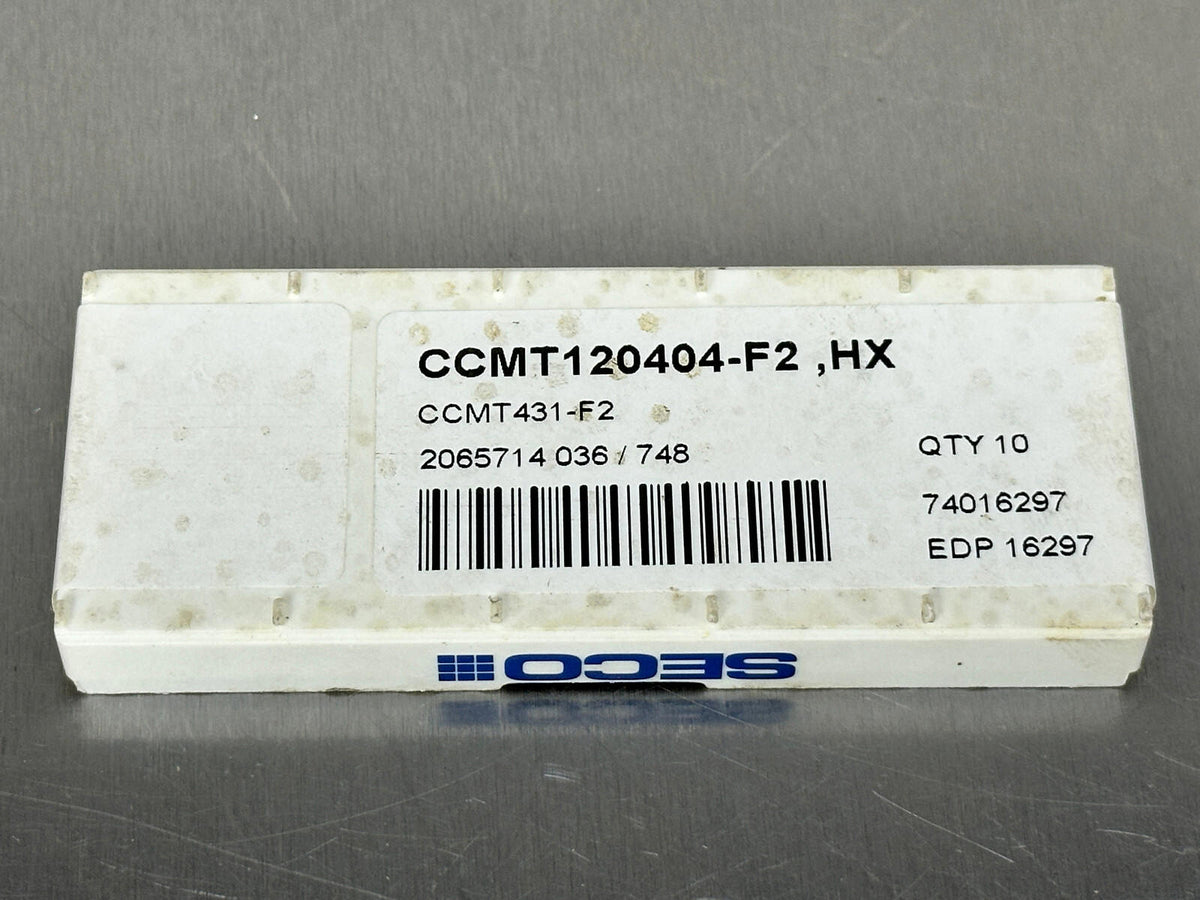 CCMT120404-F2 ,HX
CCMT431-F2
2065714 036 / 748
QTY 10
74016297
EDP 16297
SECO